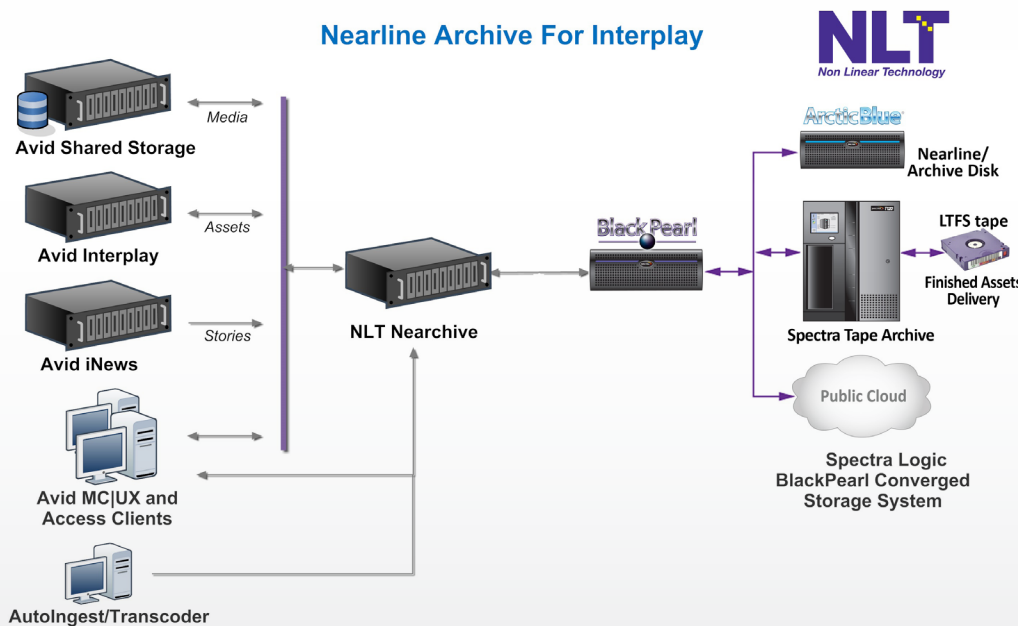 Nearline Archive For Interplay
NLT
Non Linear Technology
Media
Avid Shared Storage
Assets
Avid Interplay
Stories
Avid iNews
Avid MC|UX and
Access Clients
AutoIngest/Transcoder
NLT Nearchive
BlackPearl
ArcticBlue
Nearline/
Archive Disk
LTFS tape
Finished Assets
Delivery
Spectra Tape Archive
Public Cloud
Spectra Logic
BlackPearl Converged
Storage System